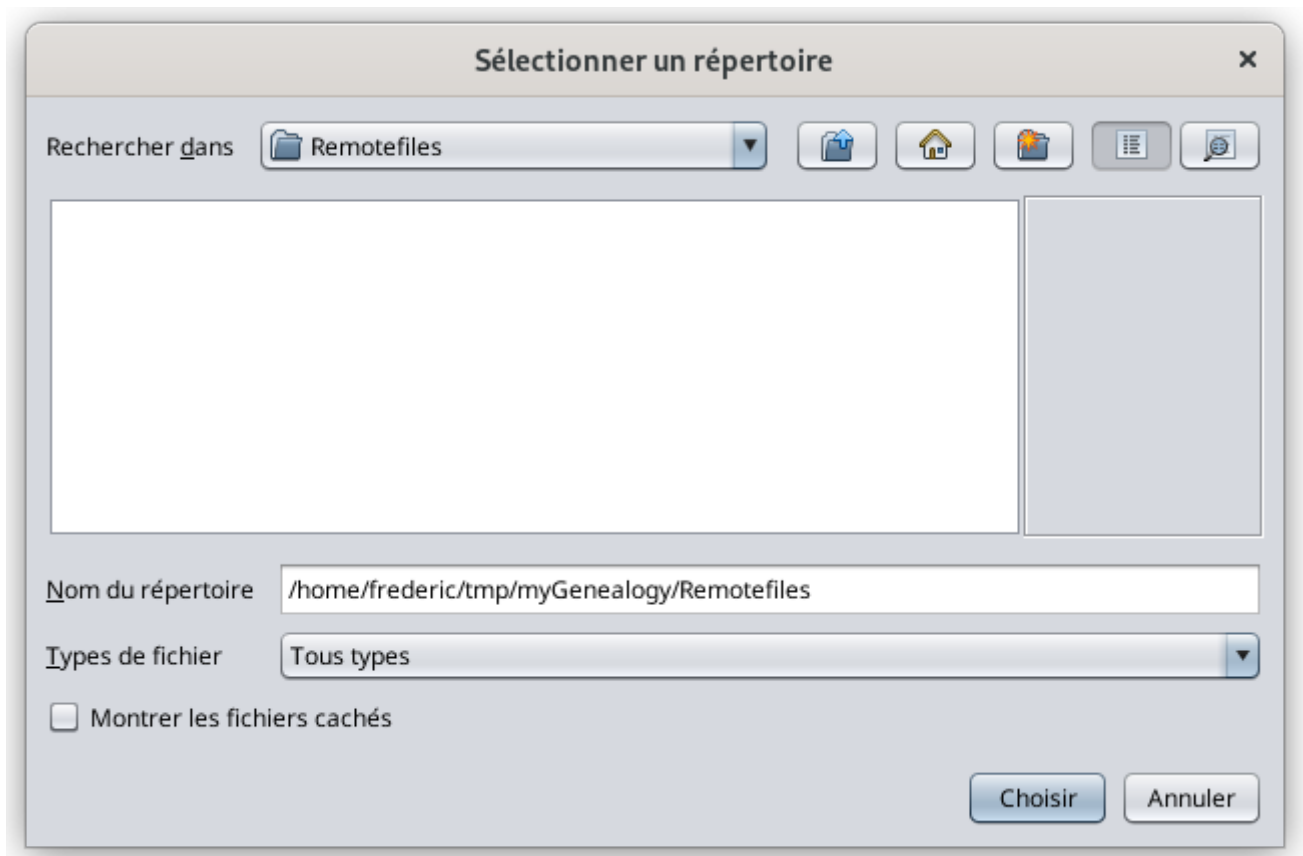 Sélectionner un répertoire
Rechercher dans Remotefiles
Nom du répertoire /home/frederic/tmp/myGenealogy/Remotefiles
Types de fichier Tous types
Montrer les fichiers cachés
Choisir Annuler